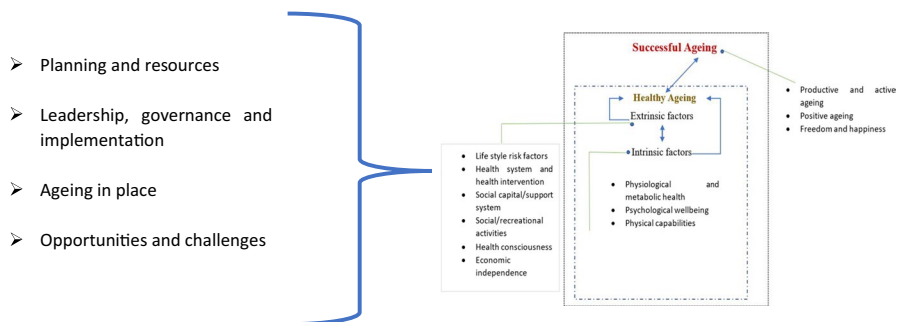 ➢ Planning and resources
➢ Leadership, governance and
implementation
➢ Ageing in place
➢ Opportunities and challenges
Successful Ageing
Healthy Ageing
Extrinsic factors
Intrinsic factors
• Life style risk factors
• Health system and
health intervention
• Social capital/support
system
• Social/recreational
activities
• Health consciousness
• Economic
independence
• Physiological and
metabolic health
• Psychological wellbeing
• Physical capabilities
• Productive and active
ageing
• Positive ageing
• Freedom and happiness